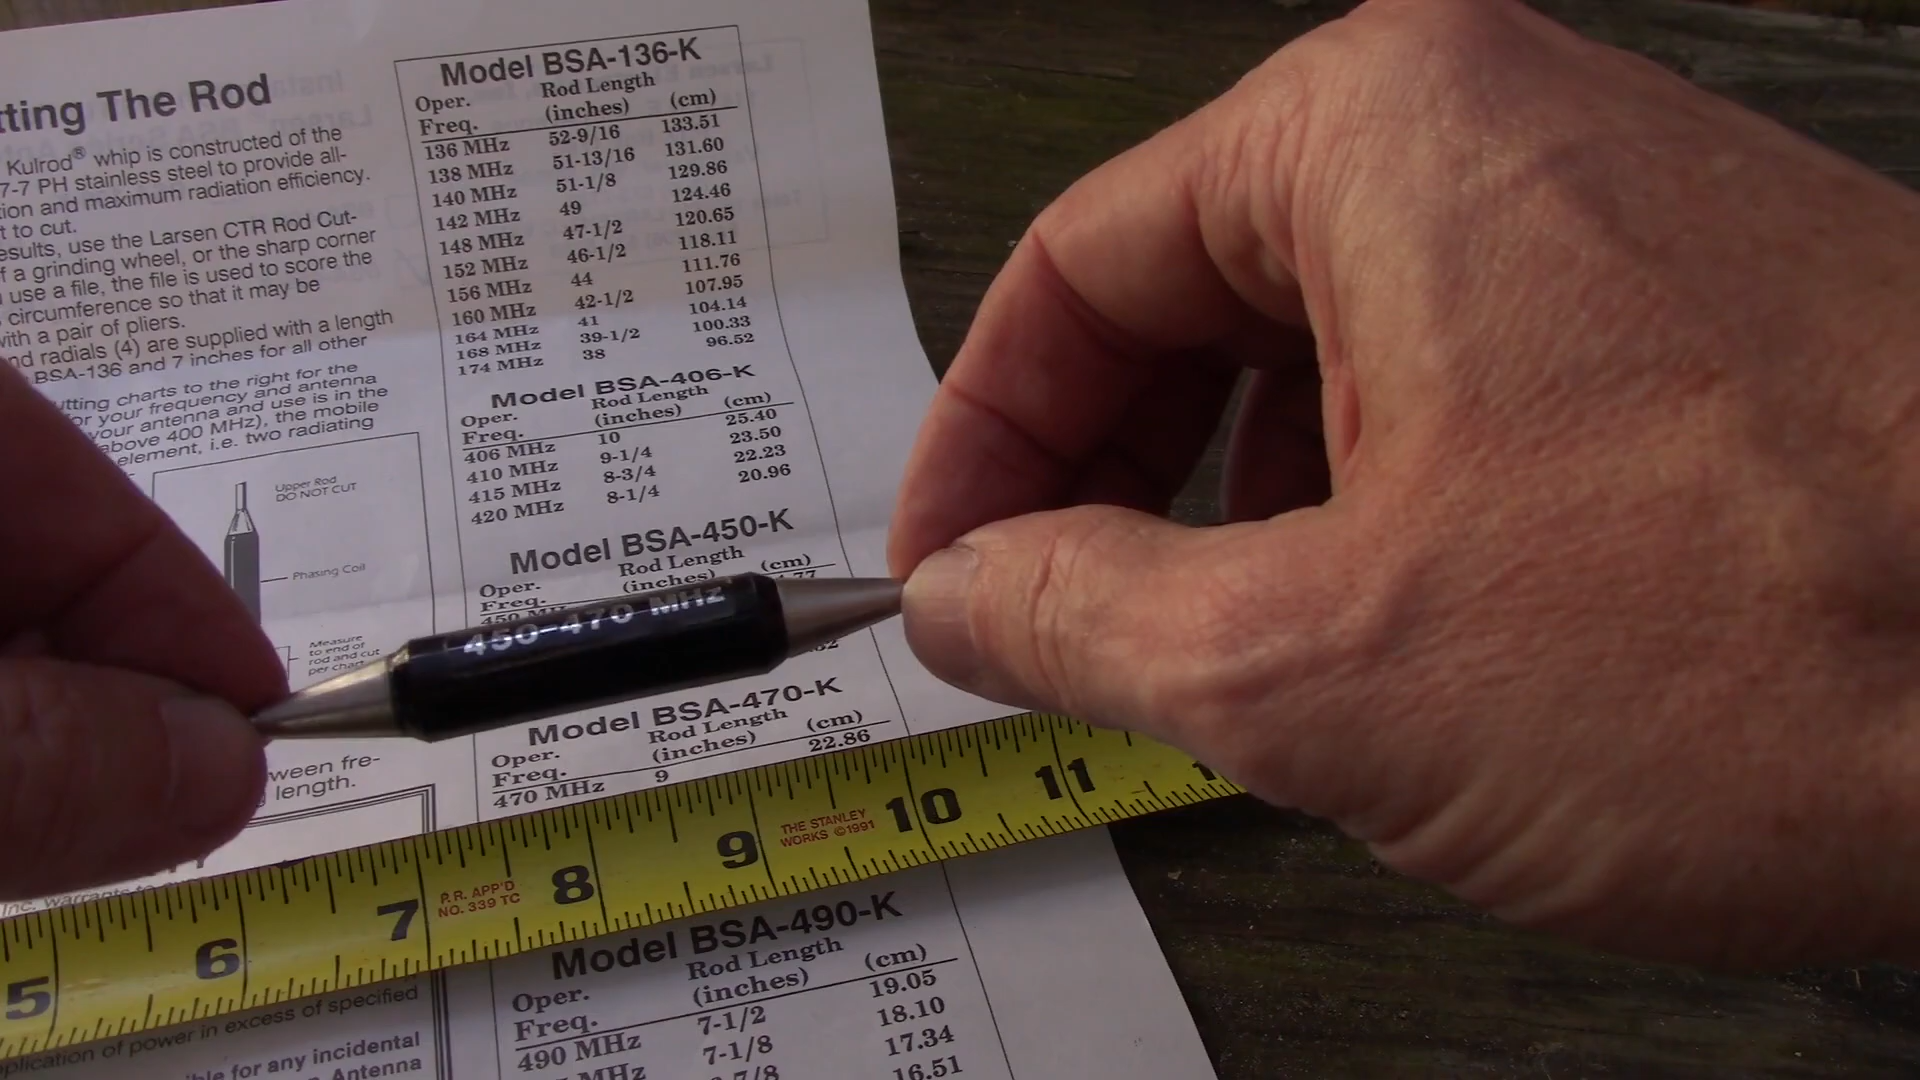 tting The Rod
Kulrod® whip is constructed of the
7-7 PH stainless steel to provide all-
tion and maximum radiation efficiency.
t to cut.
esults, use the Larsen CTR Rod Cut-
f a grinding wheel, or the sharp corner
use a file, the file is used to score the
circumference so that it may be
with a pair of pliers.
nd radials (4) are supplied with a length
BSA-136 and 7 inches for all other
utting charts to the right for the
or your frequency and antenna
your antenna and use is in the
above 400 MHz), the mobile
element, i.e. two radiating
Upper Rod
DO NOT CUT
Phasing Coil
Measure
to end of
rod and cut
per chart
ween fre-
length.
Inc. warrants to
plication of power in excess of specified
ble for any incidental
Antenna
Model BSA-136-K
Oper. Rod Length
Freq. (inches) (cm)
136 MHz 52-9/16 133.51
138 MHz 51-13/16 131.60
140 MHz 51-1/8 129.86
142 MHz 49 124.46
148 MHz 47-1/2 120.65
152 MHz 46-1/2 118.11
156 MHz 44 111.76
160 MHz 42-1/2 107.95
164 MHz 41 104.14
168 MHz 39-1/2 100.33
174 MHz 38 96.52
Model BSA-406-K
Oper. Rod Length
Freq. (inches) (cm)
406 MHz 10 25.40
410 MHz 9-1/4 23.50
415 MHz 8-3/4 22.23
420 MHz 8-1/4 20.96
Model BSA-450-K
Oper. Rod Length
Freq. (inches) (cm)
450 MHz
450-470 MHz
Model BSA-470-K
Oper. Rod Length
Freq. (inches) (cm)
470 MHz 9 22.86
5 6 7 P.R. APP'D 8 9 THE STANLEY 10 11
NO. 339 TC WORKS ©1991
Model BSA-490-K
Oper. Rod Length
Freq. (inches) (cm)
490 MHz 7-1/2 19.05
MHz 7-1/8 18.10
7/8 17.34
16.51